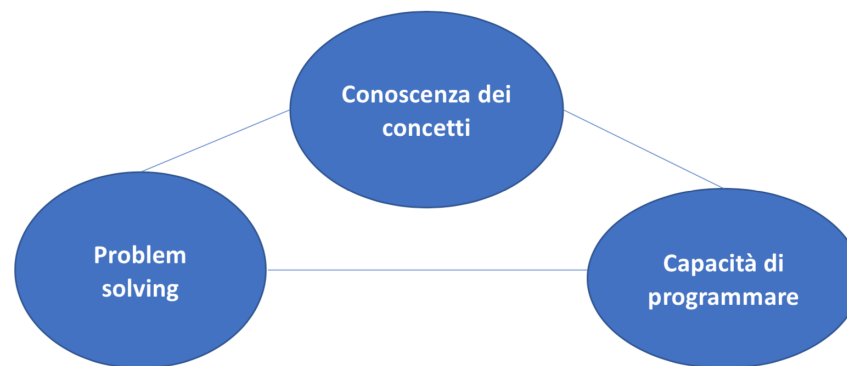 Conoscenza dei
concetti
Problem
solving
Capacità di
programmare